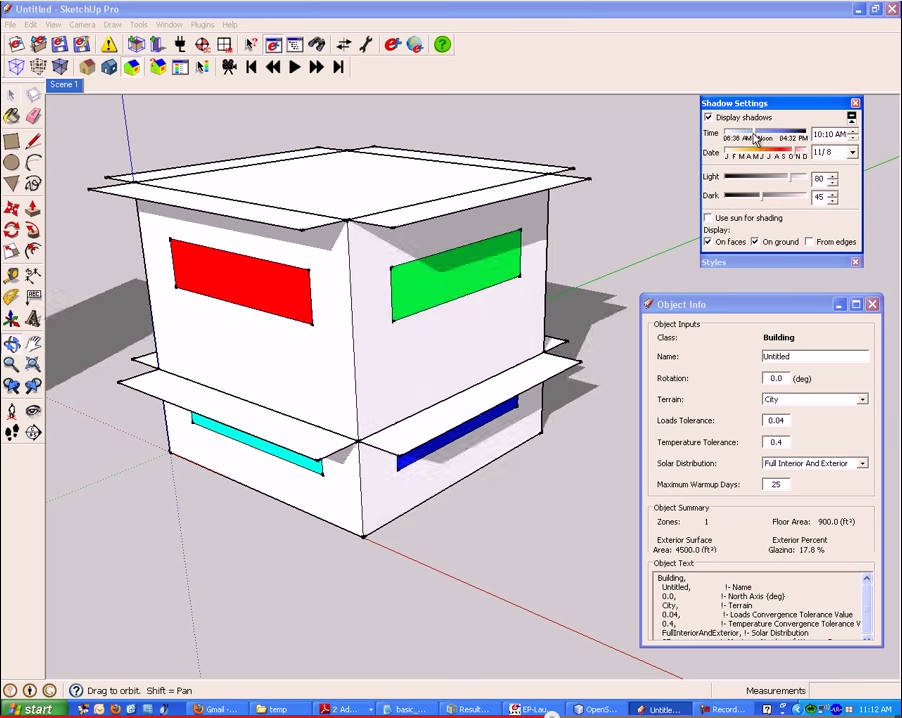 Untitled - SketchUp Pro
File Edit View Camera Draw Tools Window Plugins Help
Scene 1
Shadow Settings
Display shadows
Time 06:36 AM Noon 04:32 PM 10:10 AM
Date J F M A M J J A S O N D 11/ 8
Light 80
Dark 45
Use sun for shading
Display:
On faces On ground From edges
Styles
Object Info
Object Inputs
Class: Building
Name: Untitled
Rotation: 0.0 (deg)
Terrain: City
Loads Tolerance: 0.04
Temperature Tolerance: 0.4
Solar Distribution: Full Interior And Exterior
Maximum Warmup Days: 25
Object Summary
Zones: 1 Floor Area: 900.0 (ft²)
Exterior Surface Exterior Percent
Area: 4500.0 (ft²) Glazing: 17.8 %
Object Text
Building,
Untitled, !- Name
0.0, !- North Axis {deg}
City, !- Terrain
0.04, !- Loads Convergence Tolerance Value
0.4, !- Temperature Convergence Tolerance V
FullInteriorAndExterior, !- Solar Distribution
Drag to orbit. Shift = Pan
Measurements
start Gmail -... temp 2 Ad... basic_... Result... EP-Lau... OpenS... Untitle... Record... 11:12 AM